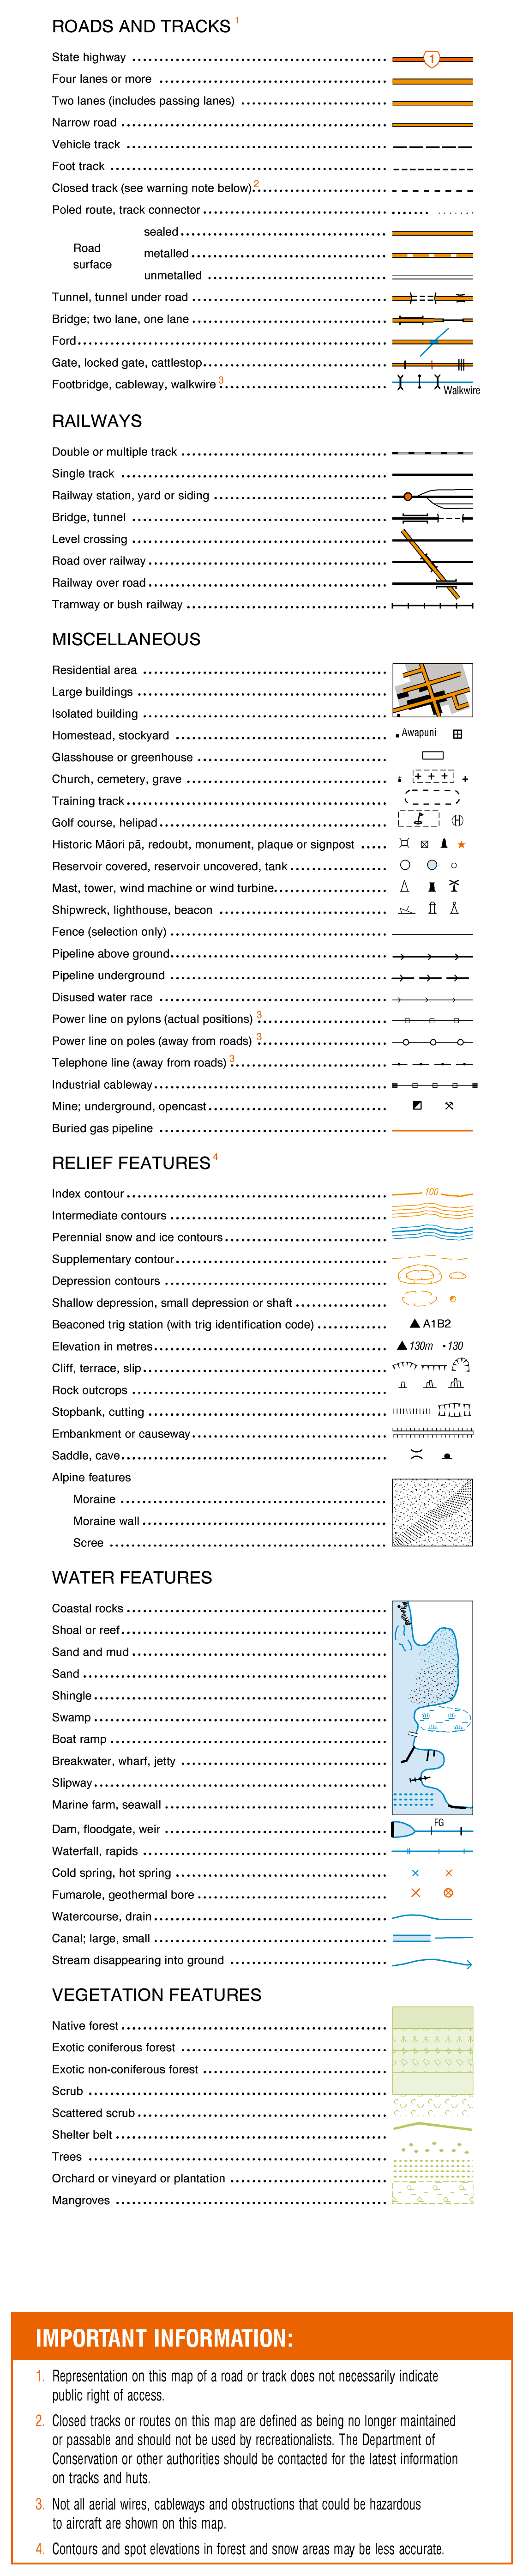 ROADS AND TRACKS 1
State highway 1
Four lanes or more
Two lanes (includes passing lanes)
Narrow road
Vehicle track
Foot track
Closed track (see warning note below) 2
Poled route, track connector
sealed
Road metalled
surface
unmetalled
Tunnel, tunnel under road
Bridge; two lane, one lane
Ford
Gate, locked gate, cattlestop
Footbridge, cableway, walkwire 3
Walkwire
RAILWAYS
Double or multiple track
Single track
Railway station, yard or siding
Bridge, tunnel
Level crossing
Road over railway
Railway over road
Tramway or bush railway
MISCELLANEOUS
Residential area
Large buildings
Isolated building
Homestead, stockyard Awapuni
Glasshouse or greenhouse
Church, cemetery, grave
Training track
Golf course, helipad H
Historic Māori pā, redoubt, monument, plaque or signpost
Reservoir covered, reservoir uncovered, tank
Mast, tower, wind machine or wind turbine
Shipwreck, lighthouse, beacon
Fence (selection only)
Pipeline above ground
Pipeline underground
Disused water race
Power line on pylons (actual positions) 3
Power line on poles (away from roads) 3
Telephone line (away from roads) 3
Industrial cableway
Mine; underground, opencast
Buried gas pipeline
RELIEF FEATURES 4
Index contour 100
Intermediate contours
Perennial snow and ice contours
Supplementary contour
Depression contours
Shallow depression, small depression or shaft
Beaconed trig station (with trig identification code) A1B2
Elevation in metres 130m 130
Cliff, terrace, slip
Rock outcrops
Stopbank, cutting
Embankment or causeway
Saddle, cave
Alpine features
Moraine
Moraine wall
Scree
WATER FEATURES
Coastal rocks
Shoal or reef
Sand and mud
Sand
Shingle
Swamp
Boat ramp
Breakwater, wharf, jetty
Slipway
Marine farm, seawall
FG
Dam, floodgate, weir
Waterfall, rapids
Cold spring, hot spring
Fumarole, geothermal bore
Watercourse, drain
Canal; large, small
Stream disappearing into ground
VEGETATION FEATURES
Native forest
Exotic coniferous forest
Exotic non-coniferous forest
Scrub
Scattered scrub
Shelter belt
Trees
Orchard or vineyard or plantation
Mangroves
IMPORTANT INFORMATION:
1. Representation on this map of a road or track does not necessarily indicate
public right of access.
2. Closed tracks or routes on this map are defined as being no longer maintained
or passable and should not be used by recreationalists. The Department of
Conservation or other authorities should be contacted for the latest information
on tracks and huts.
3. Not all aerial wires, cableways and obstructions that could be hazardous
to aircraft are shown on this map.
4. Contours and spot elevations in forest and snow areas may be less accurate.